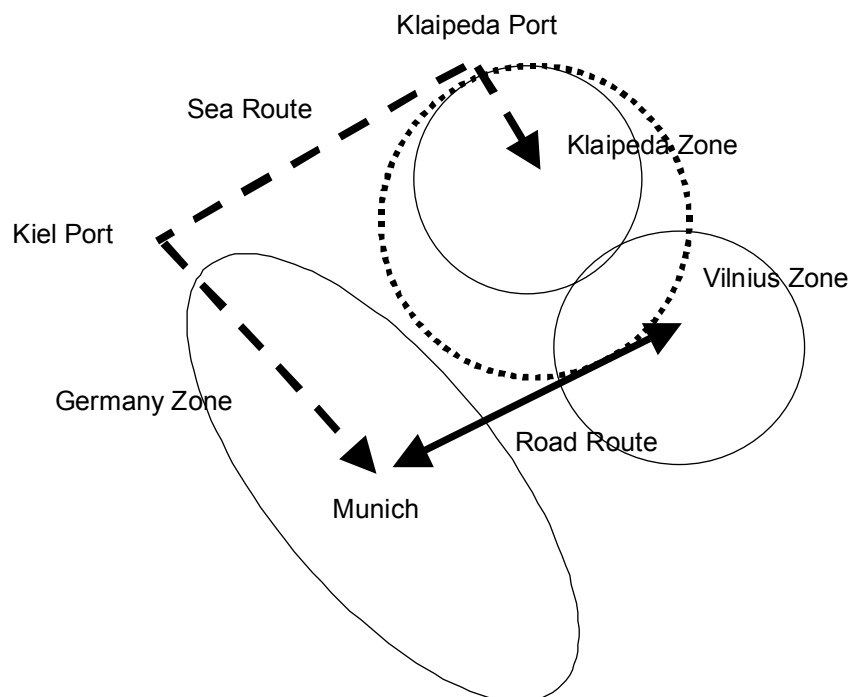 Klaipeda Port
Sea Route
Klaipeda Zone
Kiel Port
Vilnius Zone
Germany Zone
Road Route
Munich